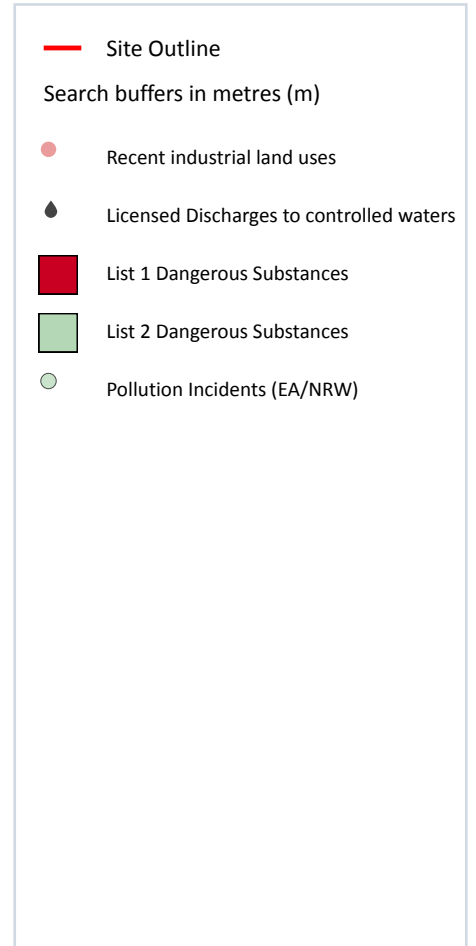 Site Outline
Search buffers in metres (m)
Recent industrial land uses
Licensed Discharges to controlled waters
List 1 Dangerous Substances
List 2 Dangerous Substances
Pollution Incidents (EA/NRW)